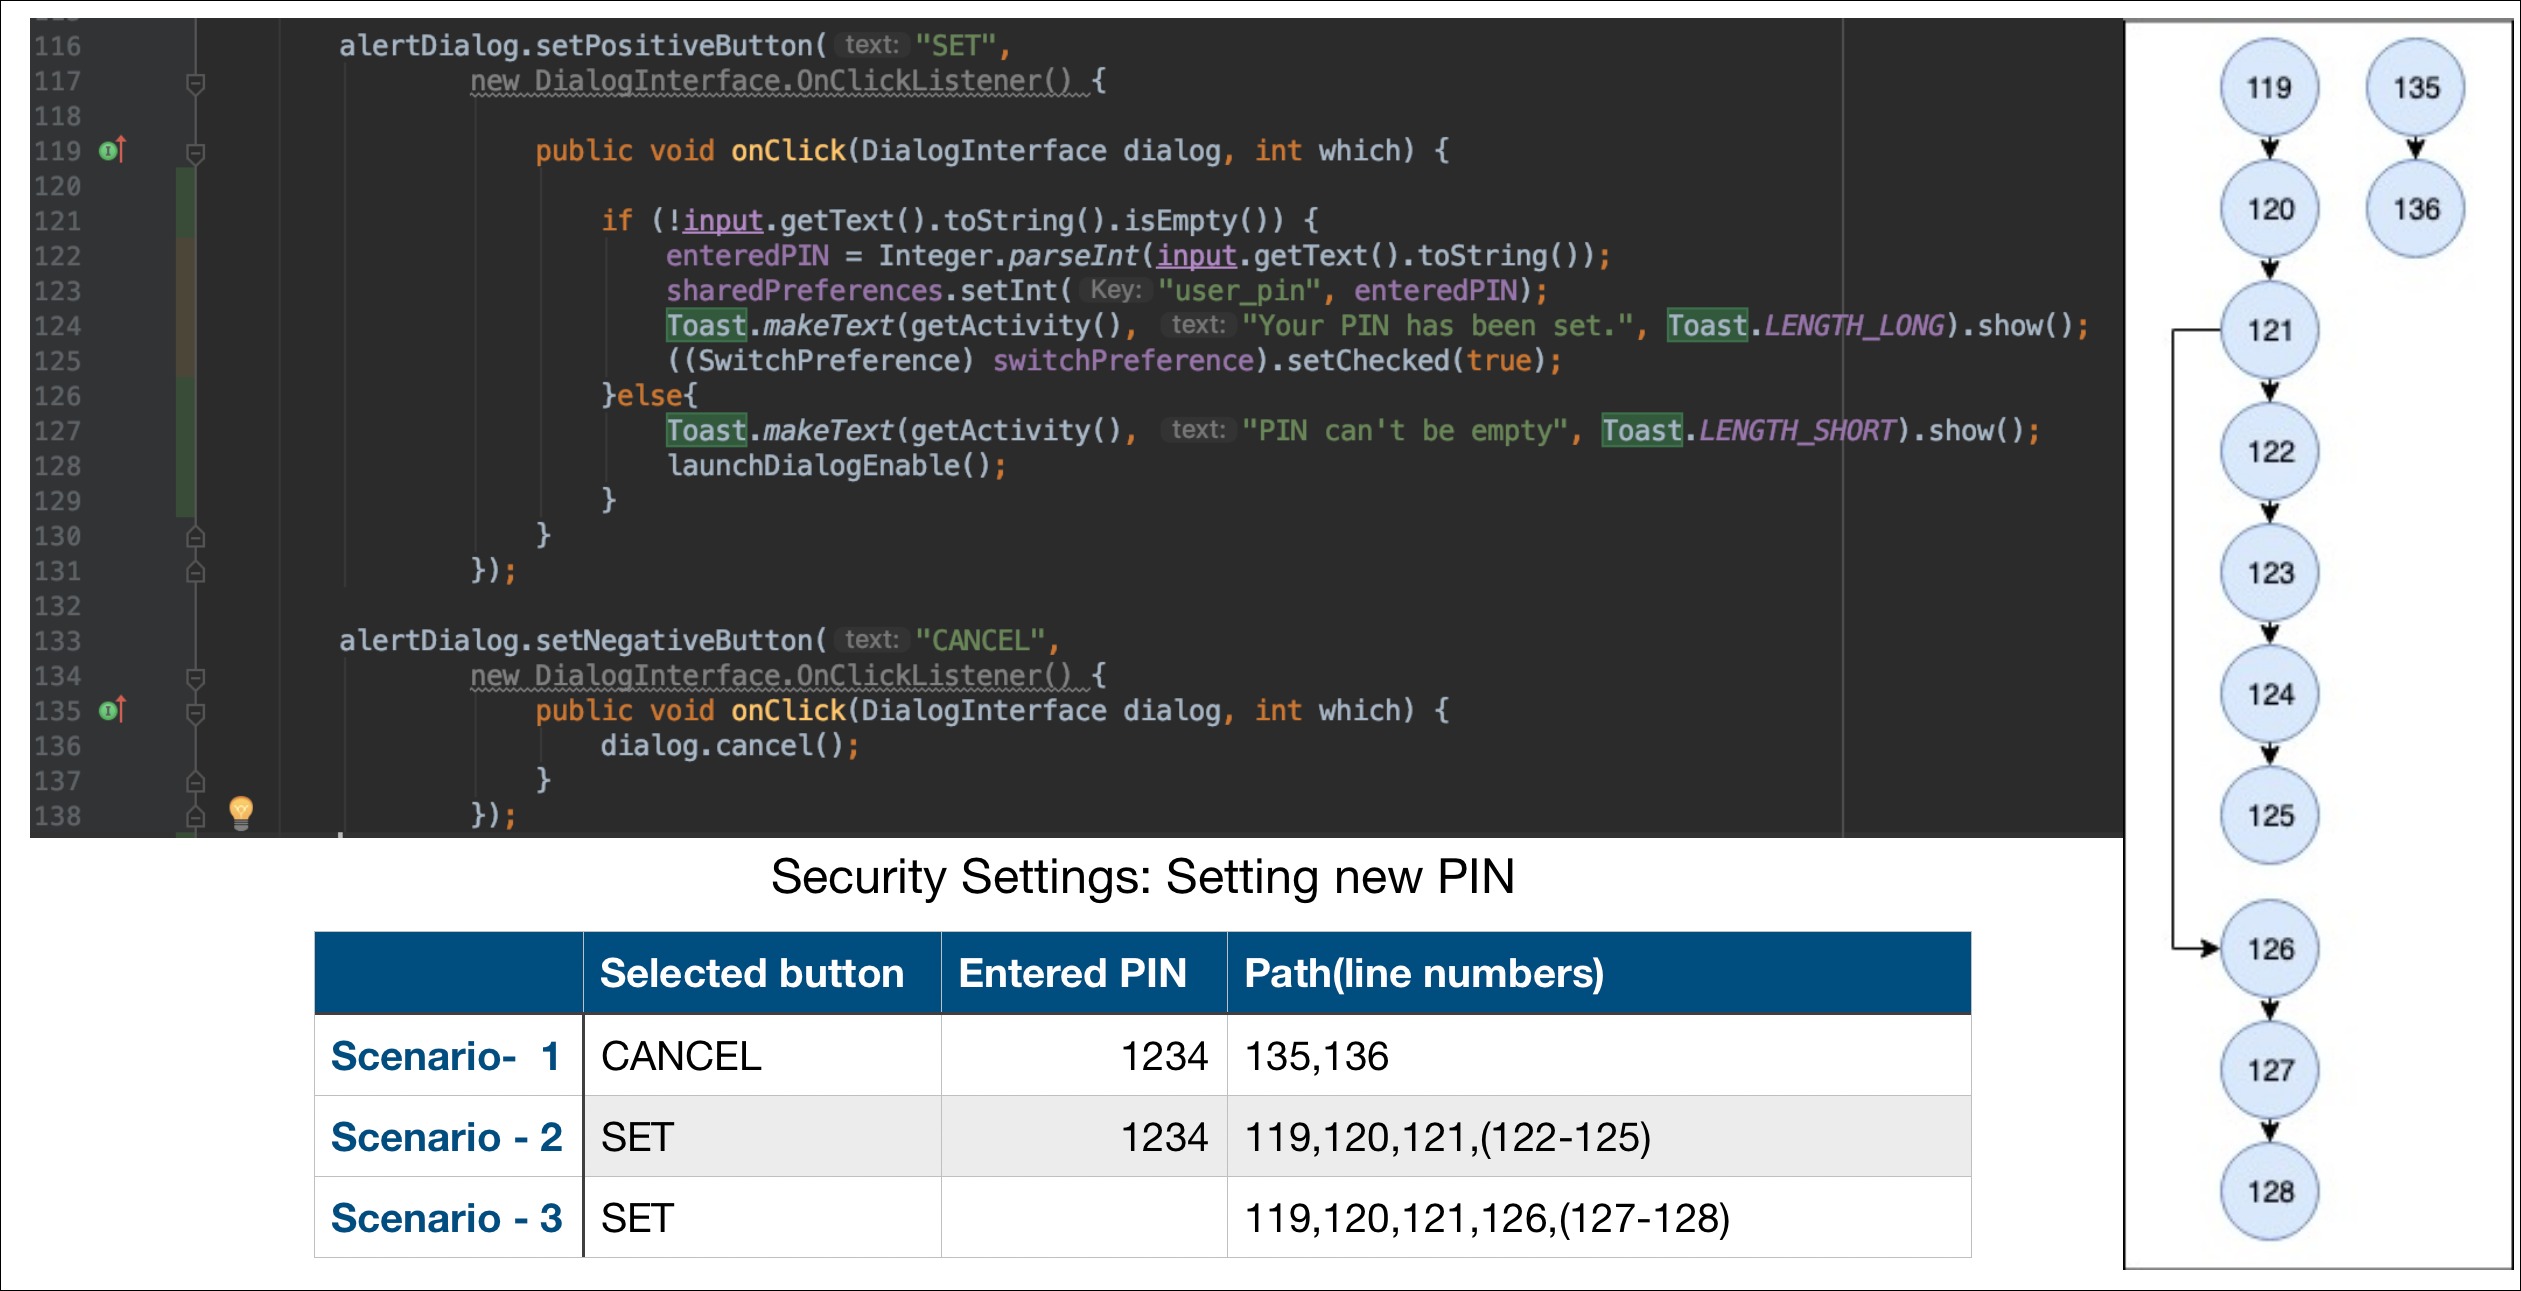 116 alertDialog.setPositiveButton( text: "SET",
117 new DialogInterface.OnClickListener() {
118
119 public void onClick(DialogInterface dialog, int which) {
120
121 if (!input.getText().toString().isEmpty()) {
122 enteredPIN = Integer.parseInt(input.getText().toString());
123 sharedPreferences.setInt( Key: "user_pin", enteredPIN);
124 Toast.makeText(getActivity(), text: "Your PIN has been set.", Toast.LENGTH_LONG).show();
125 ((SwitchPreference) switchPreference).setChecked(true);
126 }else{
127 Toast.makeText(getActivity(), text: "PIN can't be empty", Toast.LENGTH_SHORT).show();
128 launchDialogEnable();
129 }
130 }
131 });
132
133 alertDialog.setNegativeButton( text: "CANCEL",
134 new DialogInterface.OnClickListener() {
135 public void onClick(DialogInterface dialog, int which) {
136 dialog.cancel();
137 }
138 });
Security Settings: Setting new PIN
Selected button Entered PIN Path(line numbers)
Scenario- 1 CANCEL 1234 135,136
Scenario - 2 SET 1234 119,120,121,(122-125)
Scenario - 3 SET 119,120,121,126,(127-128)
119 135
120 136
121
122
123
124
125
126
127
128